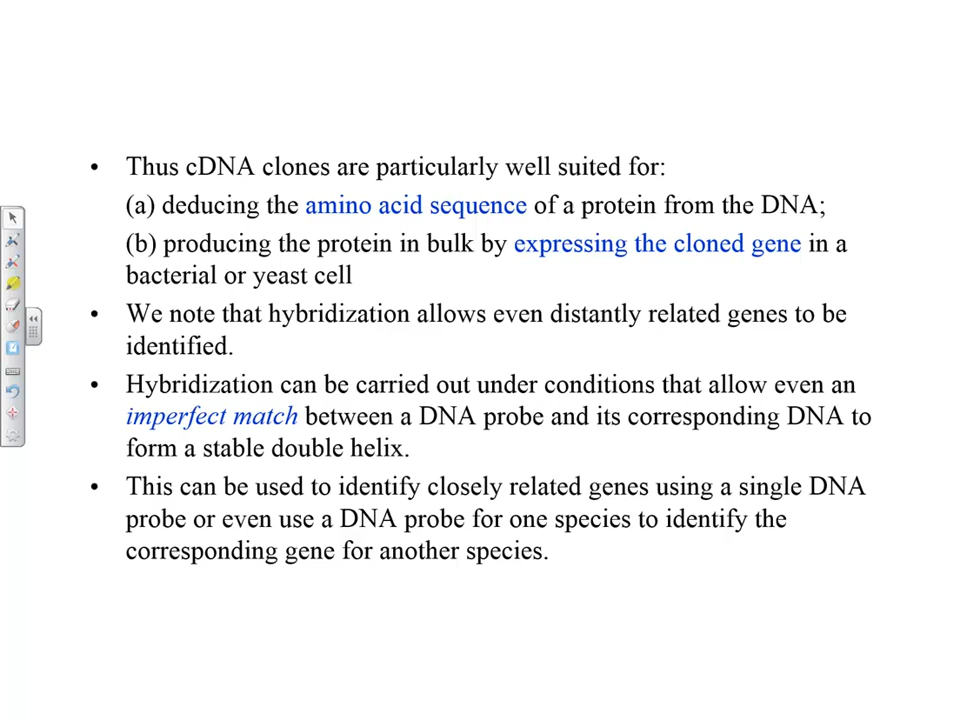 • Thus cDNA clones are particularly well suited for:
(a) deducing the amino acid sequence of a protein from the DNA;
(b) producing the protein in bulk by expressing the cloned gene in a
bacterial or yeast cell
• We note that hybridization allows even distantly related genes to be
identified.
• Hybridization can be carried out under conditions that allow even an
imperfect match between a DNA probe and its corresponding DNA to
form a stable double helix.
• This can be used to identify closely related genes using a single DNA
probe or even use a DNA probe for one species to identify the
corresponding gene for another species.